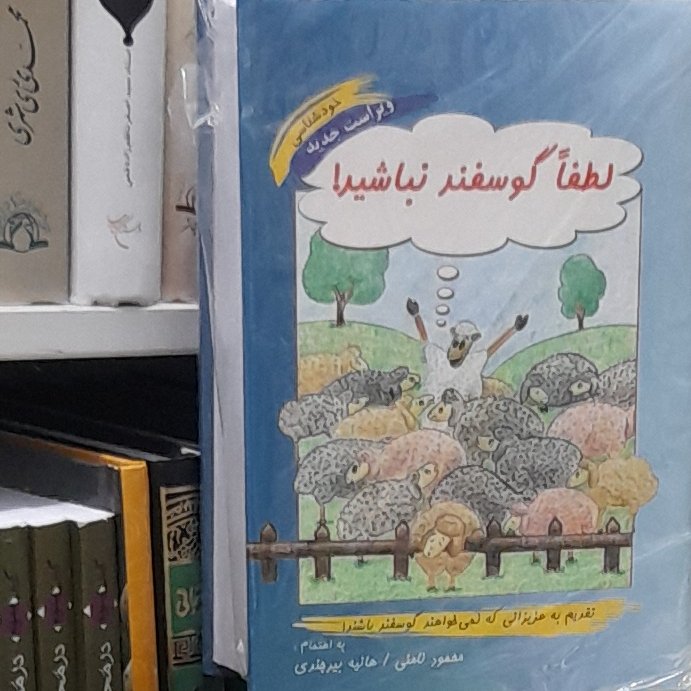 خودشناسی
ویراست جدید
لطفاً گوسفند نباشید!
تقدیم به عزیزانی که نمی‌خواهند گوسفند باشند!
به اهتمام:
محمود نامنی / هانیه بیرجندی